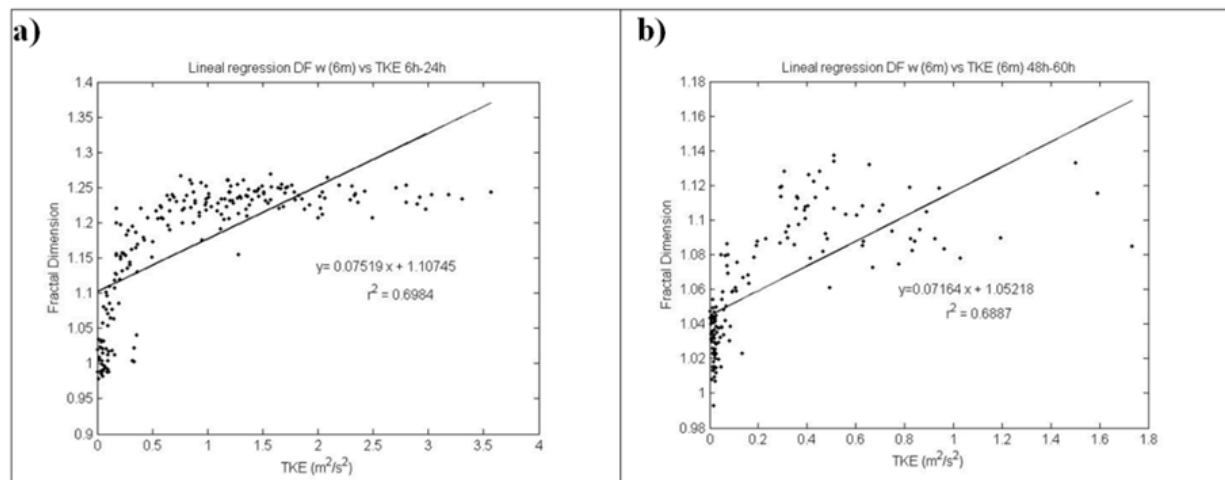 a)
Lineal regression DF w (6m) vs TKE 6h-24h
1.4
1.35
1.3
1.25
1.2
1.15
1.1
1.05
1
0.95
0.9
Fractal Dimension
y= 0.07519 x + 1.10745
r² = 0.6984
0 0.5 1 1.5 2 2.5 3 3.5 4
TKE (m²/s²)
b)
Lineal regression DF w (6m) vs TKE (6m) 48h-60h
1.18
1.16
1.14
1.12
1.1
1.08
1.06
1.04
1.02
1
0.98
Fractal Dimension
y=0.07164 x + 1.05218
r² = 0.6887
0 0.2 0.4 0.6 0.8 1 1.2 1.4 1.6 1.8
TKE (m²/s²)